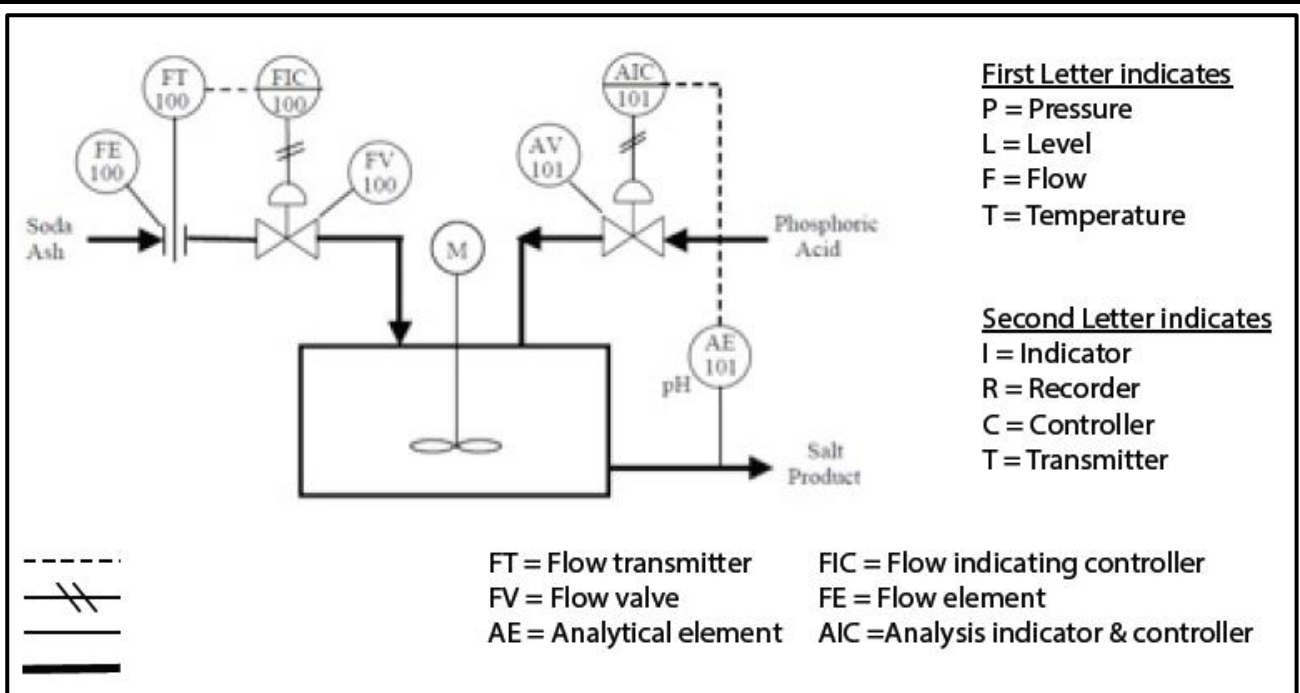 FT
100
FIC
100
FE
100
FV
100
Soda
Ash
AIC
101
AV
101
Phosphoric
Acid
M
AE
101
pH
Salt
Product
First Letter indicates
P = Pressure
L = Level
F = Flow
T = Temperature
Second Letter indicates
I = Indicator
R = Recorder
C = Controller
T = Transmitter
FT = Flow transmitter
FIC = Flow indicating controller
FV = Flow valve
FE = Flow element
AE = Analytical element
AIC =Analysis indicator & controller